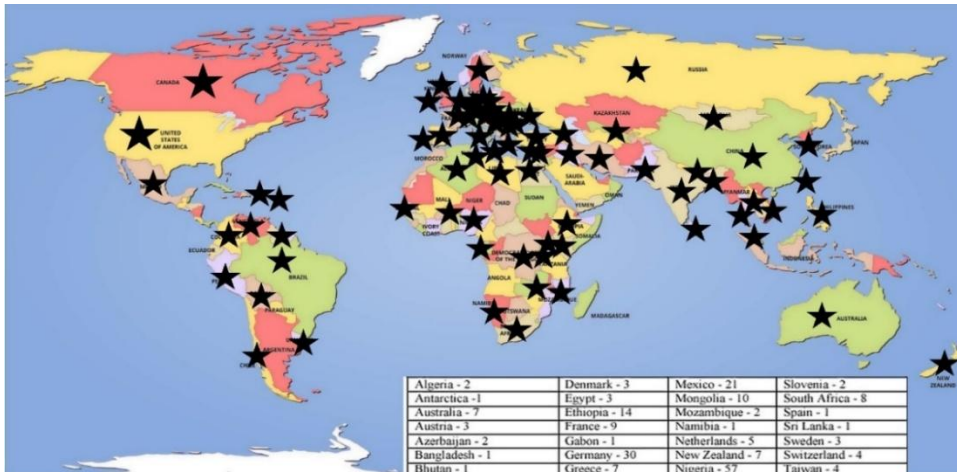 NORWAY
RUSSIA
CANADA
KAZAKHSTAN
UNITED
STATES
OF AMERICA
CHINA
JAPAN
MOROCCO
SAUDI-
ARABIA
OMAN
MYANMAR
MALI
NIGER
CHAD
SUDAN
YEMEN
IVORY
COAST
SOMALIA
ECUADOR
INDONESIA
BRAZIL
ANGOLA
MADAGASCAR
PARAGUAY
AUSTRALIA
ARGENTINA
NEW
ZEALAND
Algeria - 2 Denmark - 3 Mexico - 21 Slovenia - 2
Antarctica -1 Egypt - 3 Mongolia - 10 South Africa - 8
Australia - 7 Ethiopia - 14 Mozambique - 2 Spain - 1
Austria - 3 France - 9 Namibia - 1 Sri Lanka - 1
Azerbaijan - 2 Gabon - 1 Netherlands - 5 Sweden - 3
Bangladesh - 1 Germany - 30 New Zealand - 7 Switzerland - 4
Bhutan - 1 Greece - 7 Nigeria - 57 Taiwan - 4